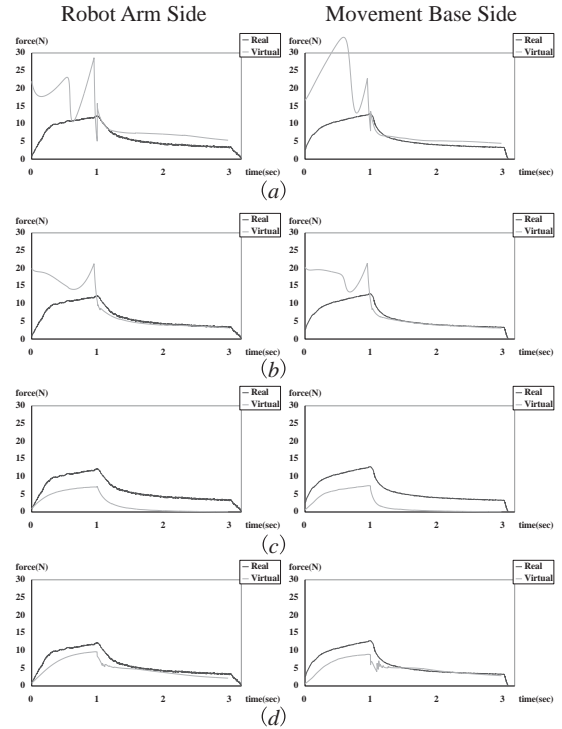 Robot Arm Side Movement Base Side
force(N) Real force(N) Real
30 Virtual 30 Virtual
25 25
20 20
15 15
10 10
5 5
0 0
0 1 2 3 time(sec) 0 1 2 3 time(sec)
(a)
force(N) Real force(N) Real
30 Virtual 30 Virtual
25 25
20 20
15 15
10 10
5 5
0 0
0 1 2 3 time(sec) 0 1 2 3 time(sec)
(b)
force(N) Real force(N) Real
30 Virtual 30 Virtual
25 25
20 20
15 15
10 10
5 5
0 0
0 1 2 3 time(sec) 0 1 2 3 time(sec)
(c)
force(N) Real force(N) Real
30 Virtual 30 Virtual
25 25
20 20
15 15
10 10
5 5
0 0
0 1 2 3 time(sec) 0 1 2 3 time(sec)
(d)